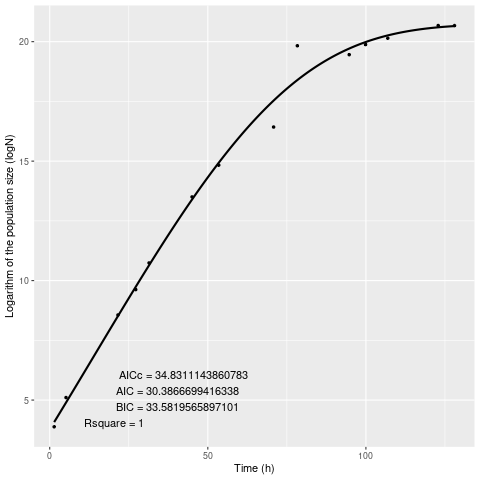 20
15
10
5
Logarithm of the population size (logN)
AICc = 34.8311143860783
AIC = 30.3866699416338
BIC = 33.5819565897101
Rsquare = 1
0 50 100
Time (h)